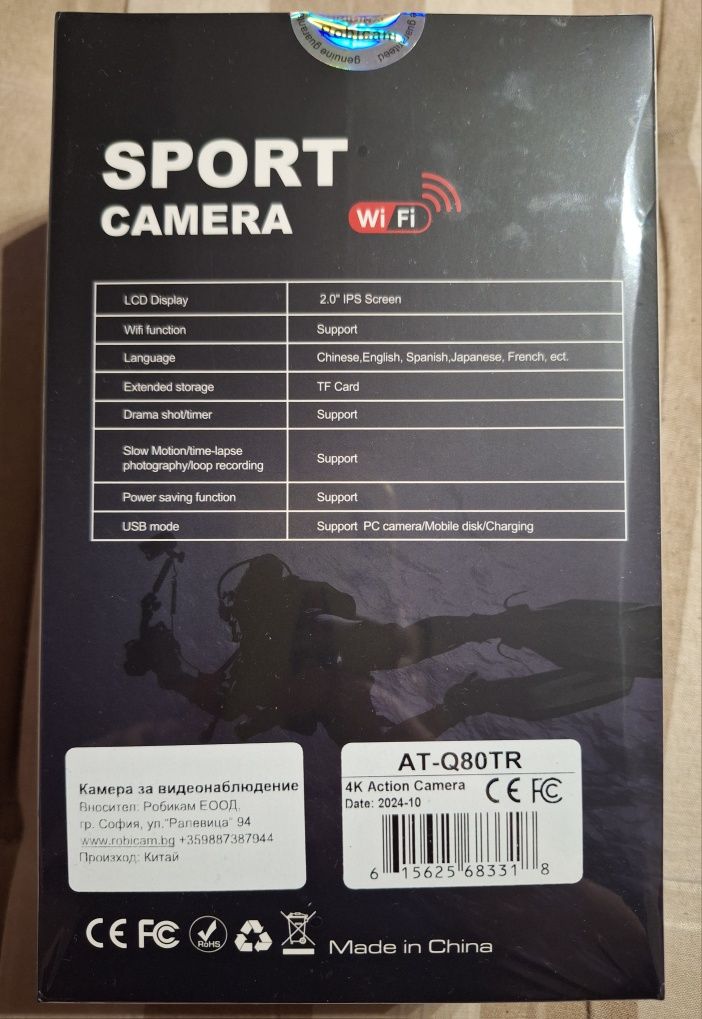 Robicam
genuine guaranteed
SPORT
CAMERA
WiFi
LCD Display
2.0" IPS Screen
Wifi function
Support
Language
Chinese,English, Spanish,Japanese, French, ect.
Extended storage
TF Card
Drama shot/timer
Support
Slow Motion/time-lapse
photography/loop recording
Support
Power saving function
Support
USB mode
Support PC camera/Mobile disk/Charging
Камера за видеонаблюдение
Вносител: Робикам ЕООД,
гр. София, ул."Ралевица" 94
www.robicam.bg +359887387944
Произход: Китай
AT-Q80TR
4K Action Camera
CE FC
Date: 2024-10
6 15625 68331 8
CE FC
RoHS
Made in China